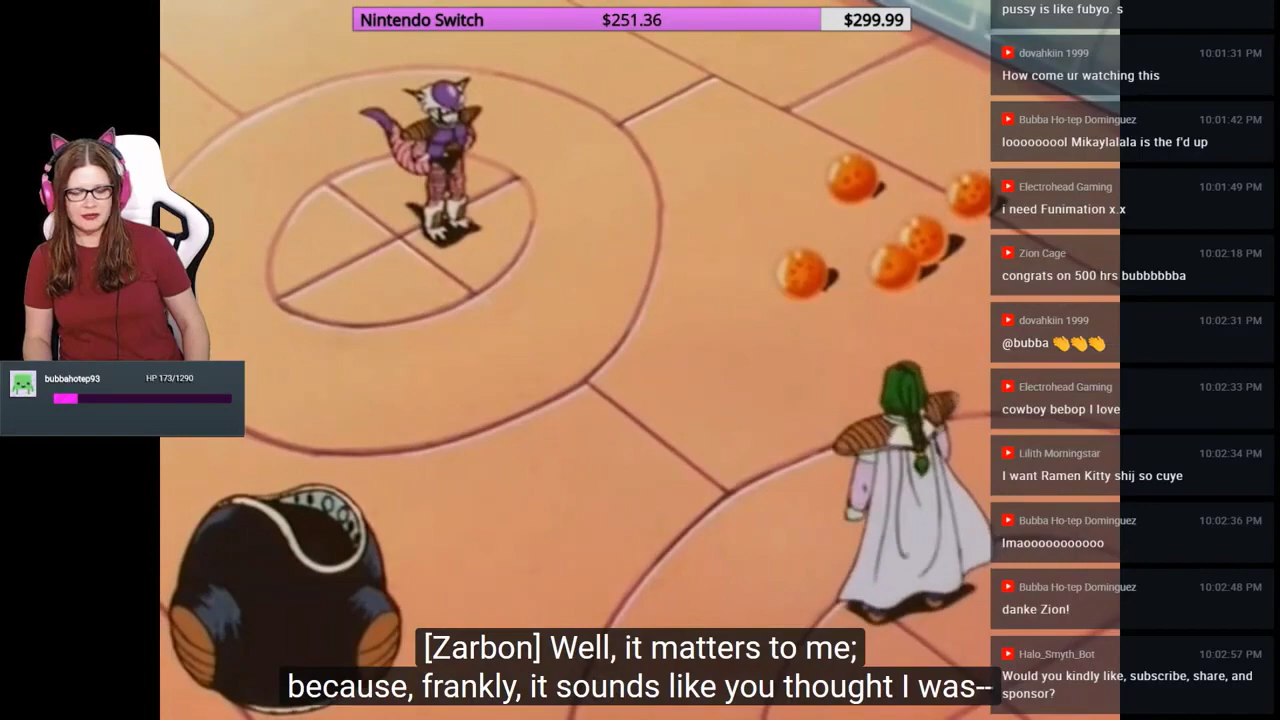 Nintendo Switch $251.36 $299.99
pussy is like fubyo. s
dovahkiin 1999 10:01:31 PM
How come ur watching this
Bubba Ho-tep Dominguez 10:01:42 PM
looooooool Mikaylalala is the f'd up
Electrohead Gaming 10:01:49 PM
i need Funimation x.x
Zion Cage 10:02:18 PM
congrats on 500 hrs bubbbbbba
dovahkiin 1999 10:02:31 PM
@bubba 👏👏👏
Electrohead Gaming 10:02:33 PM
cowboy bebop I love
Lilith Morningstar 10:02:34 PM
I want Ramen Kitty shij so cuye
Bubba Ho-tep Dominguez 10:02:36 PM
lmaooooooooooo
Bubba Ho-tep Dominguez 10:02:48 PM
danke Zion!
Halo_Smyth_Bot 10:02:57 PM
Would you kindly like, subscribe, share, and
sponsor?
bubbahotep93 HP 173/1290
[Zarbon] Well, it matters to me;
because, frankly, it sounds like you thought I was--